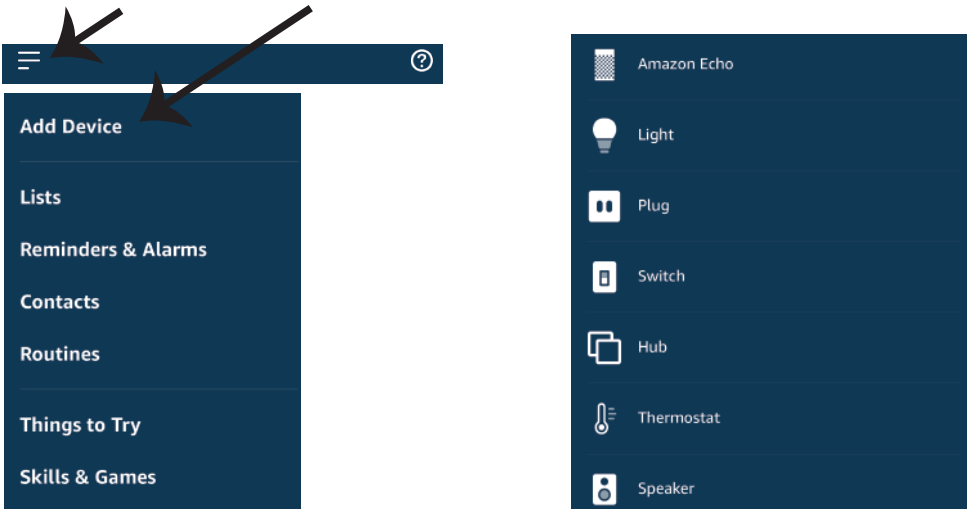 ?
Add Device
Lists
Reminders & Alarms
Contacts
Routines
Things to Try
Skills & Games
Amazon Echo
Light
Plug
Switch
Hub
Thermostat
Speaker